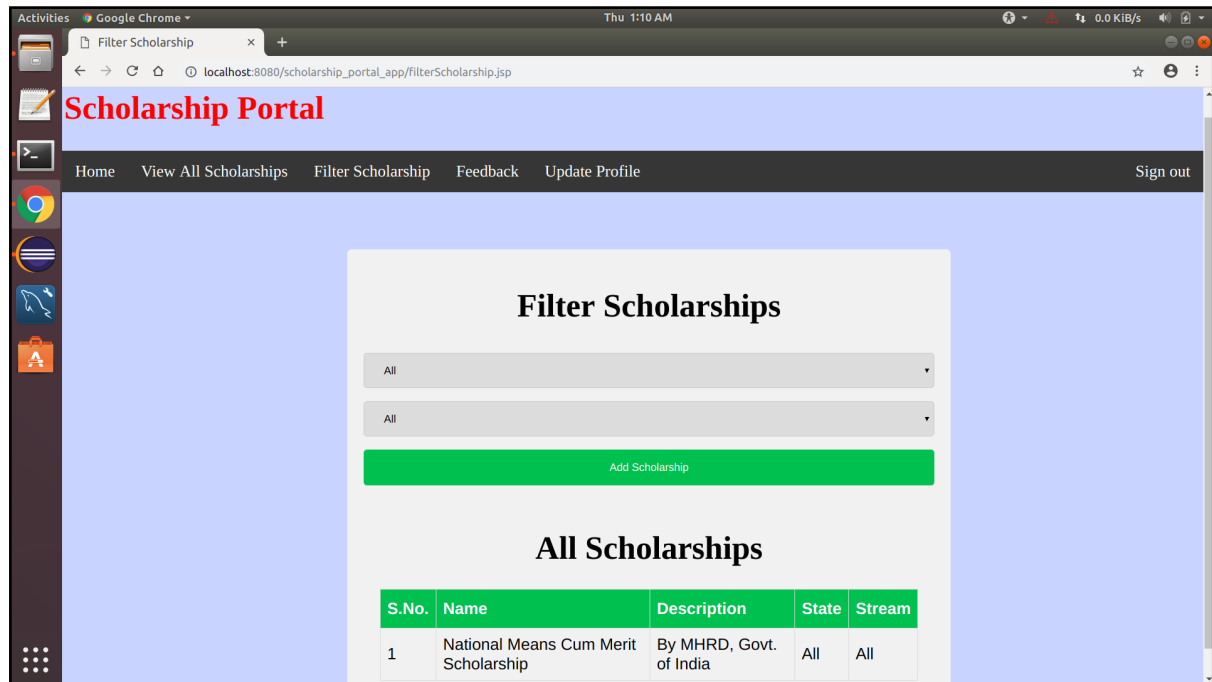 Activities Google Chrome Thu 1:10 AM 0.0 KiB/s
Filter Scholarship
localhost:8080/scholarship_portal_app/filterScholarship.jsp
Scholarship Portal
Home View All Scholarships Filter Scholarship Feedback Update Profile Sign out
Filter Scholarships
All
All
Add Scholarship
All Scholarships
S.No. Name Description State Stream
1 National Means Cum Merit Scholarship By MHRD, Govt. of India All All